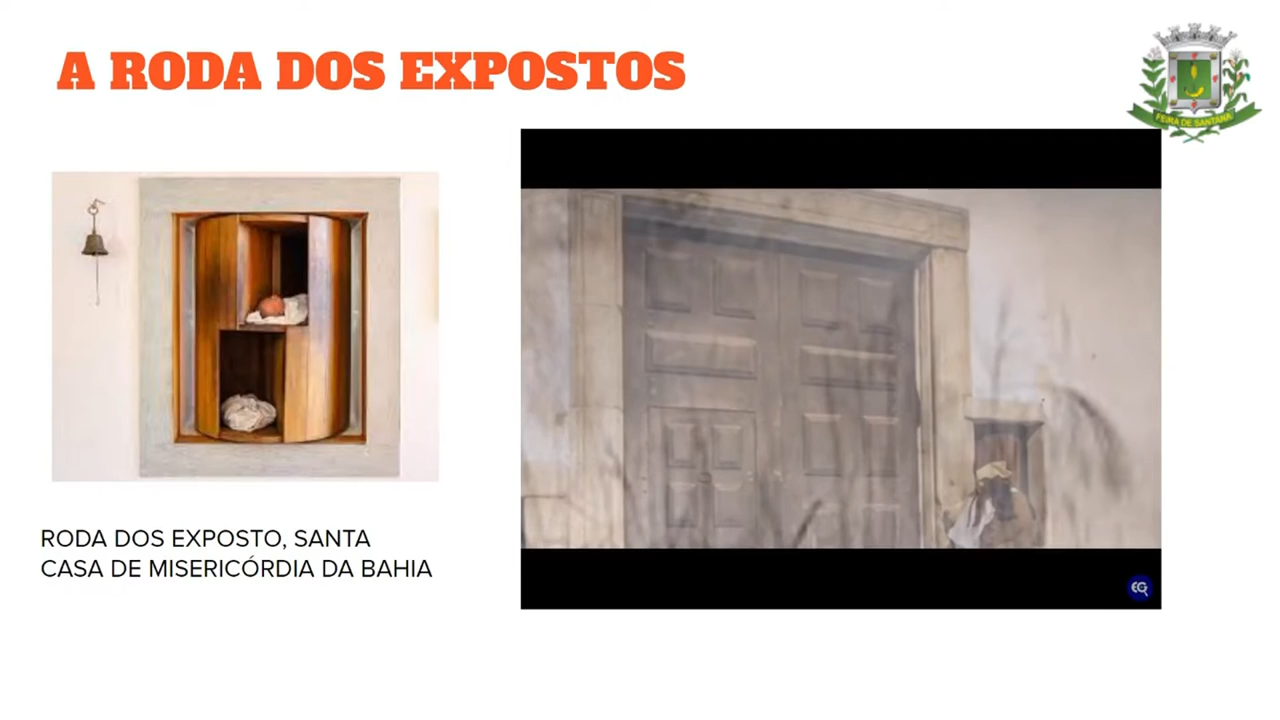 A RODA DOS EXPOSTOS
FEIRA DE SANTANA
RODA DOS EXPOSTO, SANTA
CASA DE MISERICÓRDIA DA BAHIA